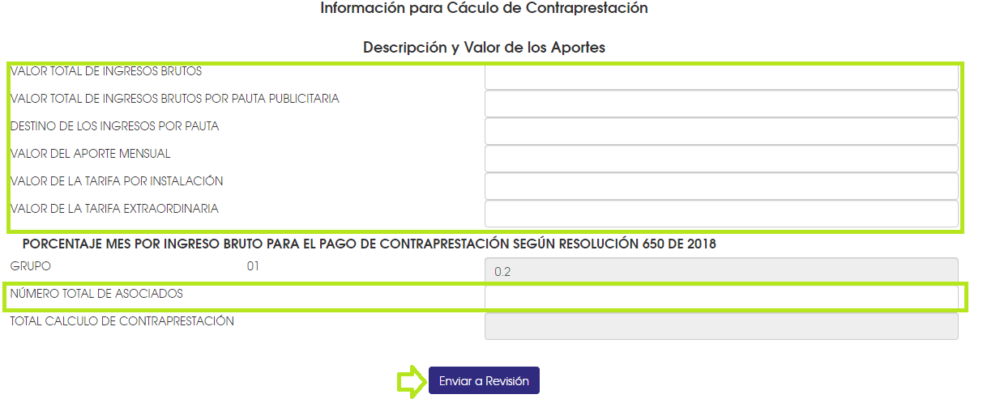 Información para Cáculo de Contraprestación
Descripción y Valor de los Aportes
VALOR TOTAL DE INGRESOS BRUTOS
VALOR TOTAL DE INGRESOS BRUTOS POR PAUTA PUBLICITARIA
DESTINO DE LOS INGRESOS POR PAUTA
VALOR DEL APORTE MENSUAL
VALOR DE LA TARIFA POR INSTALACIÓN
VALOR DE LA TARIFA EXTRAORDINARIA
PORCENTAJE MES POR INGRESO BRUTO PARA EL PAGO DE CONTRAPRESTACIÓN SEGÚN RESOLUCIÓN 650 DE 2018
GRUPO 01 0.2
NÚMERO TOTAL DE ASOCIADOS
TOTAL CALCULO DE CONTRAPRESTACIÓN
Enviar a Revisión